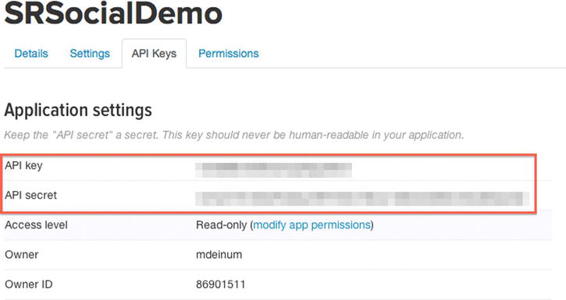 SRSocialDemo
Details Settings API Keys Permissions
Application settings
Keep the "API secret" a secret. This key should never be human-readable in your application.
API key
API secret
Access level Read-only (modify app permissions)
Owner mdeinum
Owner ID 86901511